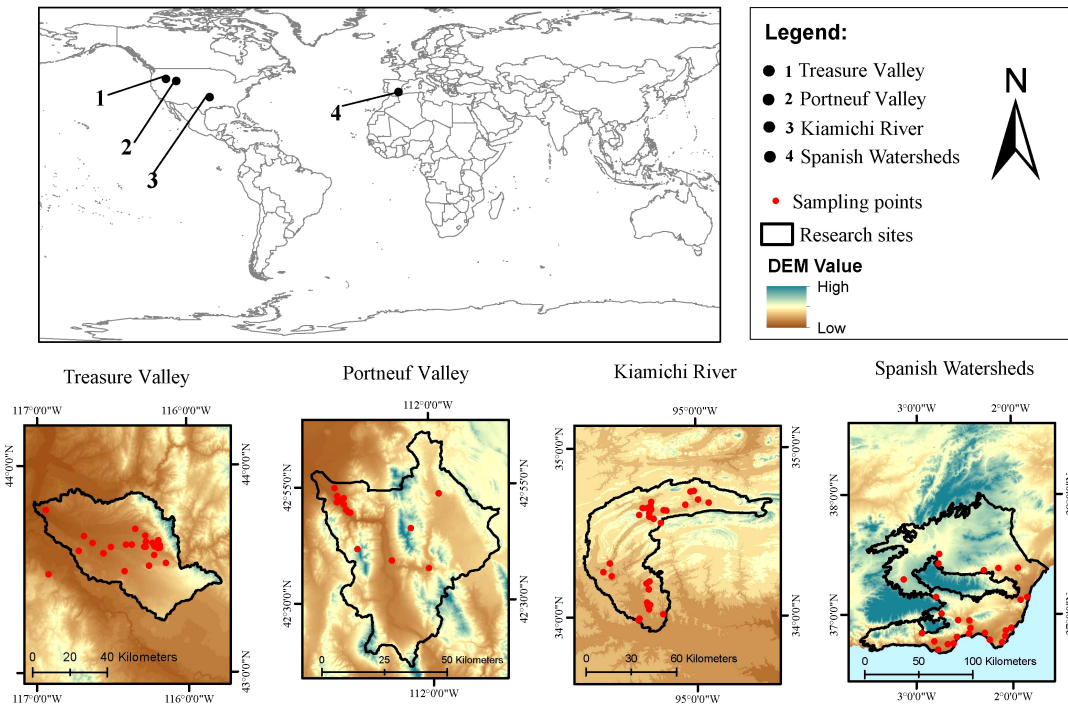 1
2
3
4
Legend:
1 Treasure Valley
2 Portneuf Valley
3 Kiamichi River
4 Spanish Watersheds
N
Sampling points
Research sites
DEM Value
High
Low
Treasure Valley
117°0'0"W 116°0'0"W
44°0'0"N 44°0'0"N
0 20 40 Kilometers
43°0'0"N
117°0'0"W 116°0'0"W
Portneuf Valley
112°0'0"W
42°55'0"N 42°55'0"N
42°30'0"N 42°30'0"N
0 25 50 Kilometers
112°0'0"W
Kiamichi River
95°0'0"W
35°0'0"N 35°0'0"N
34°0'0"N 34°0'0"N
0 30 60 Kilometers
95°0'0"W
Spanish Watersheds
3°0'0"W 2°0'0"W
38°0'0"N 38°0'0"N
37°0'0"N 37°0'0"N
0 50 100 Kilometers
3°0'0"W 2°0'0"W